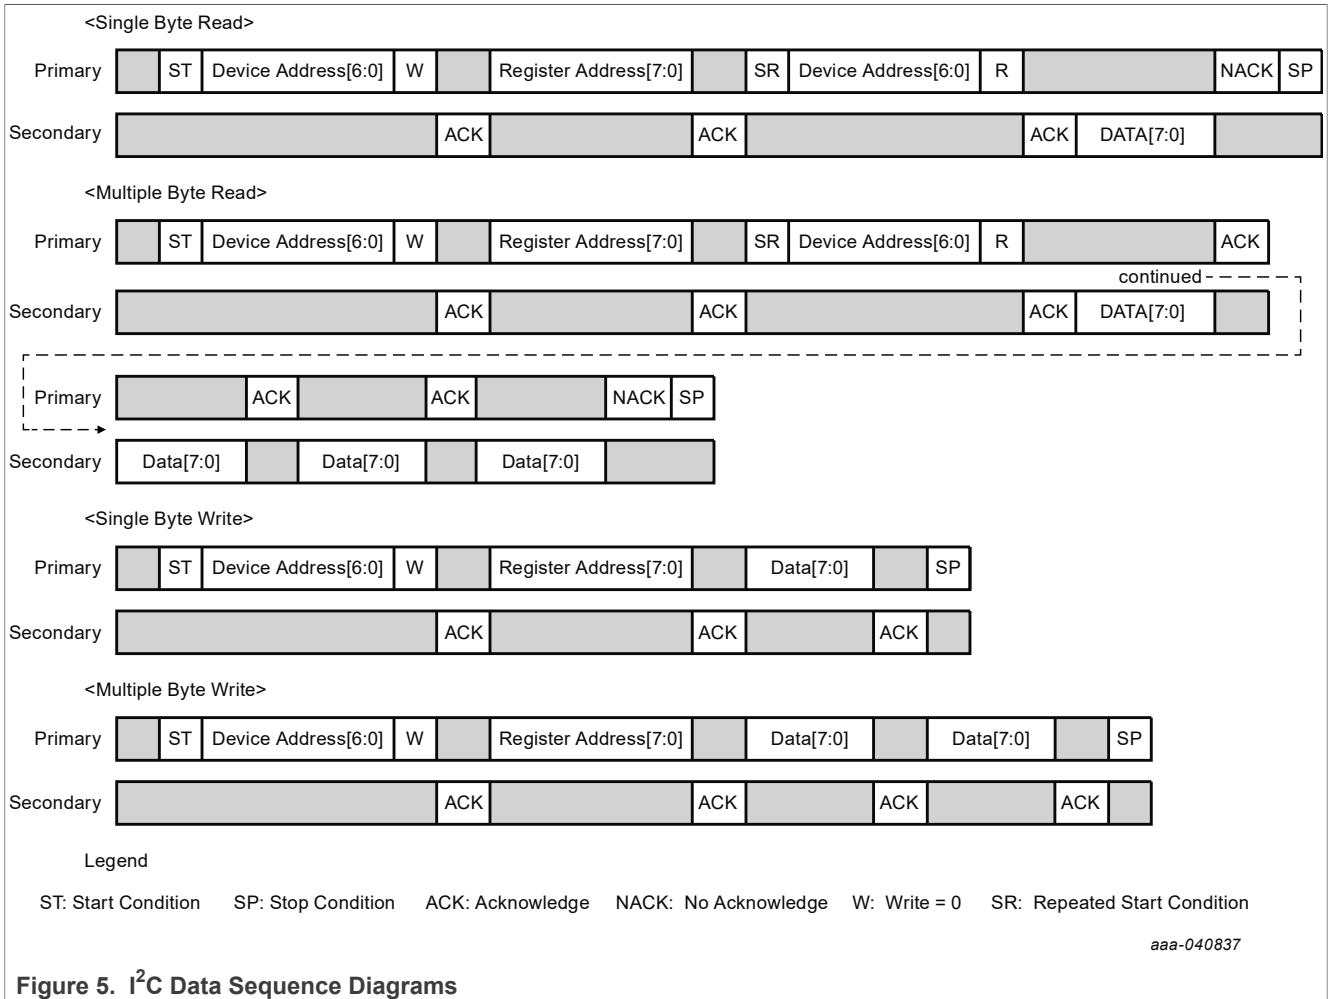 <Single Byte Read>
Primary ST Device Address[6:0] W Register Address[7:0] SR Device Address[6:0] R NACK SP
Secondary ACK ACK ACK DATA[7:0]
<Multiple Byte Read>
Primary ST Device Address[6:0] W Register Address[7:0] SR Device Address[6:0] R ACK
continued
Secondary ACK ACK ACK DATA[7:0]
Primary ACK ACK NACK SP
Secondary Data[7:0] Data[7:0] Data[7:0]
<Single Byte Write>
Primary ST Device Address[6:0] W Register Address[7:0] Data[7:0] SP
Secondary ACK ACK ACK
<Multiple Byte Write>
Primary ST Device Address[6:0] W Register Address[7:0] Data[7:0] Data[7:0] SP
Secondary ACK ACK ACK ACK
Legend
ST: Start Condition SP: Stop Condition ACK: Acknowledge NACK: No Acknowledge W: Write = 0 SR: Repeated Start Condition
aaa-040837
Figure 5. I²C Data Sequence Diagrams